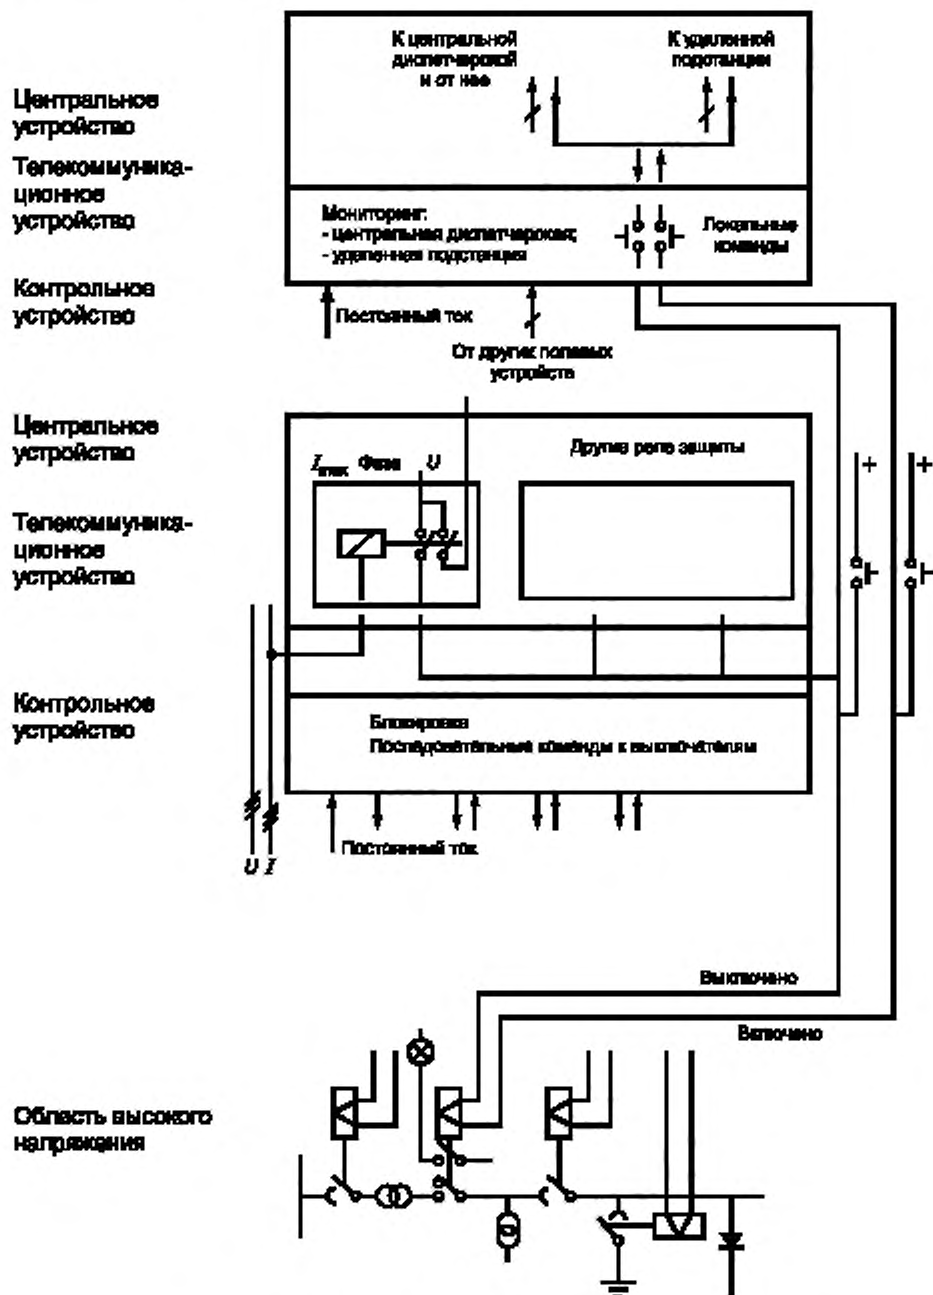 К центральной
диспетчерской
и от нее
К удаленной
подстанции
Центральное
устройство
Телекоммуника-
ционное
устройство
Мониторинг:
- центральная диспетчерская;
- удаленная подстанция
Локальные
команды
Контрольное
устройство
Постоянный ток
От других полевых
устройств
Центральное
устройство
I max Фаза U
Другие реле защиты
+
+
Телекоммуника-
ционное
устройство
Контрольное
устройство
Блокировка
Последовательные команды к выключателям
Постоянный ток
U I
Выключено
Включено
Область высокого
напряжения